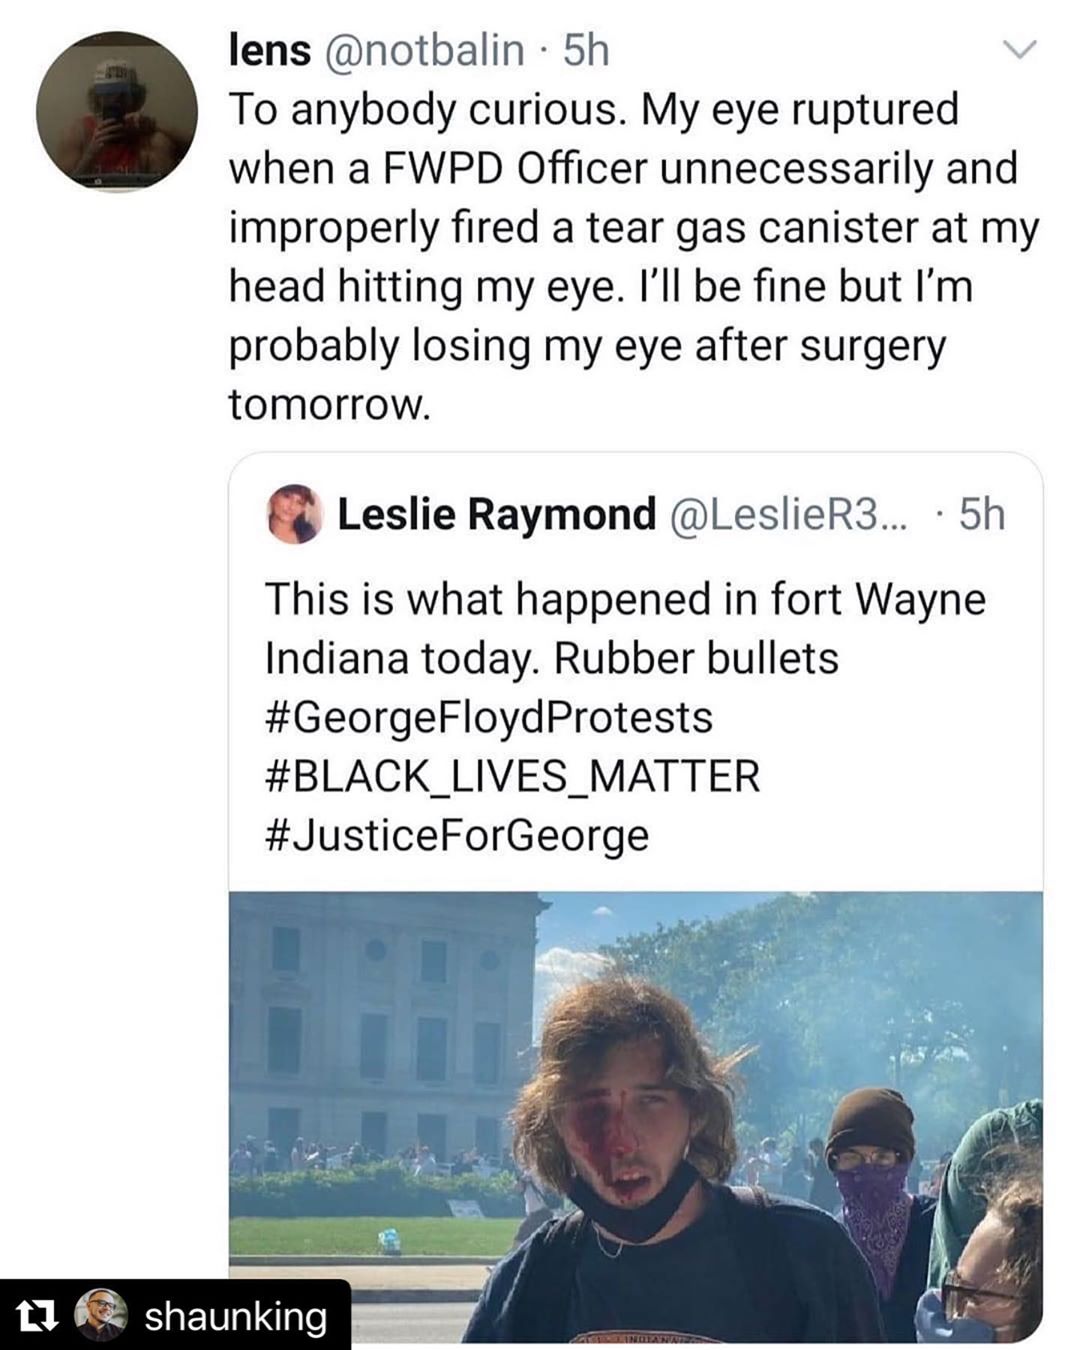 lens @notbalin · 5h
To anybody curious. My eye ruptured
when a FWPD Officer unnecessarily and
improperly fired a tear gas canister at my
head hitting my eye. I'll be fine but I'm
probably losing my eye after surgery
tomorrow.
Leslie Raymond @LeslieR3... · 5h
This is what happened in fort Wayne
Indiana today. Rubber bullets
#GeorgeFloydProtests
#BLACK_LIVES_MATTER
#JusticeForGeorge
INDIANA
shaunking